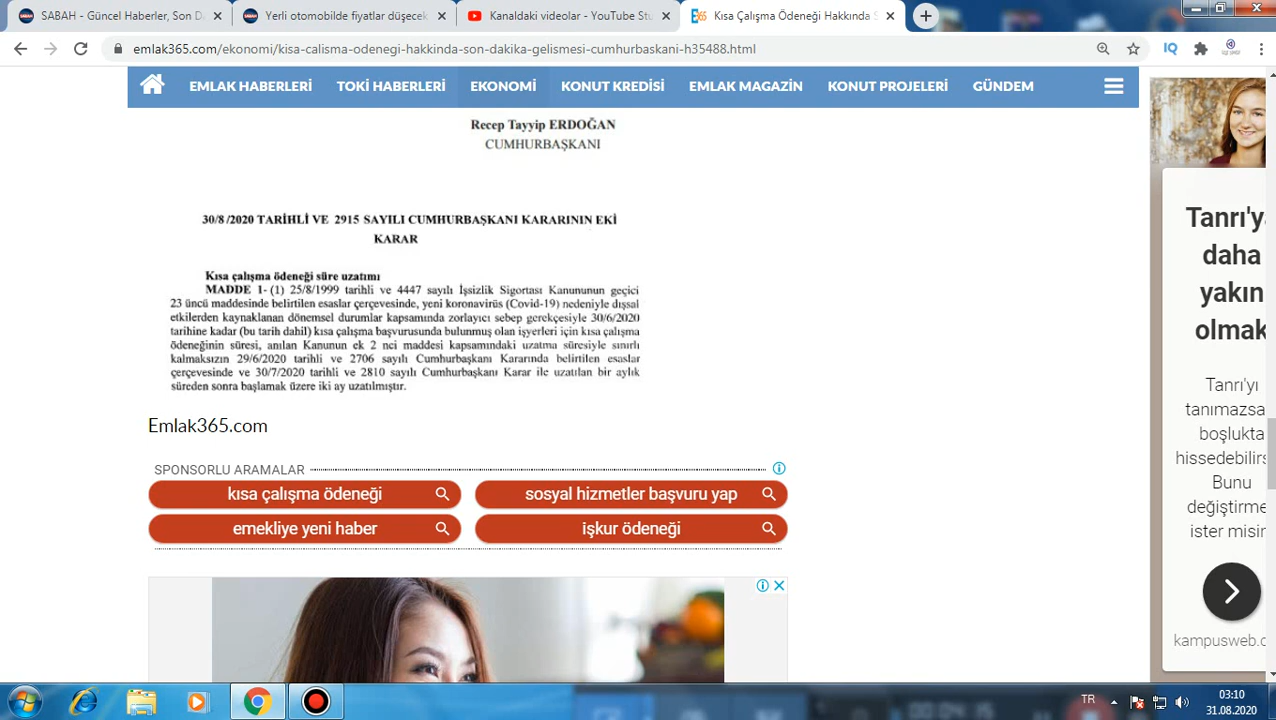 SABAH - Güncel Haberler, Son D
Yerli otomobilde fiyatlar düşecek
Kanaldaki videolar - YouTube Stu
Kısa Çalışma Ödeneği Hakkında S
emlak365.com/ekonomi/kisa-calisma-odenegi-hakkinda-son-dakika-gelismesi-cumhurbaskani-h35488.html
IQ
EMLAK HABERLERİ TOKİ HABERLERİ EKONOMİ KONUT KREDİSİ EMLAK MAGAZİN KONUT PROJELERİ GÜNDEM
Recep Tayyip ERDOĞAN
CUMHURBAŞKANI
30/8/2020 TARİHLİ VE 2915 SAYILI CUMHURBAŞKANI KARARININ EKİ
KARAR
Kısa çalışma ödeneği süre uzatımı
MADDE 1- (1) 25/8/1999 tarihli ve 4447 sayılı İşsizlik Sigortası Kanununun geçici
23 üncü maddesinde belirtilen esaslar çerçevesinde, yeni koronavirüs (Covid-19) nedeniyle dışsal
etkilerden kaynaklanan dönemsel durumlar kapsamında zorlayıcı sebep gerekçesiyle 30/6/2020
tarihine kadar (bu tarih dahil) kısa çalışma başvurusunda bulunmuş olan işyerleri için kısa çalışma
ödeneğinin süresi, anılan Kanunun ek 2 nci maddesi kapsamındaki uzatma süresiyle sınırlı
kalmaksızın 29/6/2020 tarihli ve 2706 sayılı Cumhurbaşkanı Kararında belirtilen esaslar
çerçevesinde ve 30/7/2020 tarihli ve 2810 sayılı Cumhurbaşkanı Karar ile uzatılan bir aylık
süreden sonra başlamak üzere iki ay uzatılmıştır.
Emlak365.com
SPONSORLU ARAMALAR
kısa çalışma ödeneği
sosyal hizmetler başvuru yap
emekliye yeni haber
işkur ödeneği
Tanrı'ya
daha
yakın
olmak
Tanrı'yı
tanımazsa
boşlukta
hissedebilirs
Bunu
değiştirme
ister misin
kampusweb.c
TR
03:10
31.08.2020